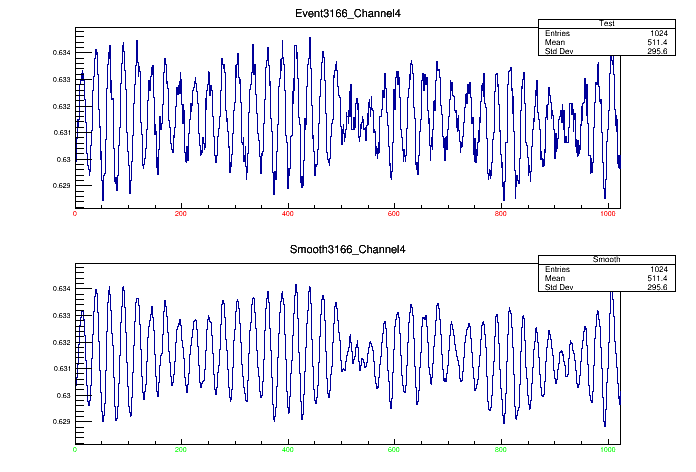 Event3166_Channel4
Test
Entries 1024
Mean 511.4
Std Dev 295.6
0.634
0.633
0.632
0.631
0.63
0.629
0 200 400 600 800 1000
Smooth3166_Channel4
Smooth
Entries 1024
Mean 511.4
Std Dev 295.6
0.634
0.633
0.632
0.631
0.63
0.629
0 200 400 600 800 1000